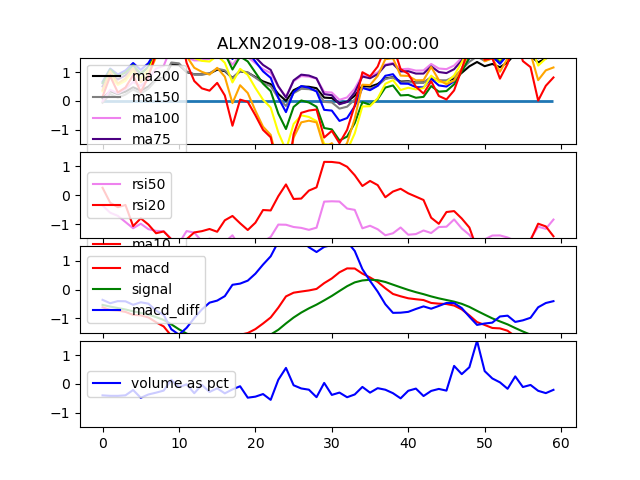 ALXN2019-08-13 00:00:00
1
0
−1
ma200
ma150
ma100
ma75
1
0
−1
rsi50
rsi20
ma10
1
0
−1
macd
signal
macd_diff
1
0
−1
volume as pct
0 10 20 30 40 50 60